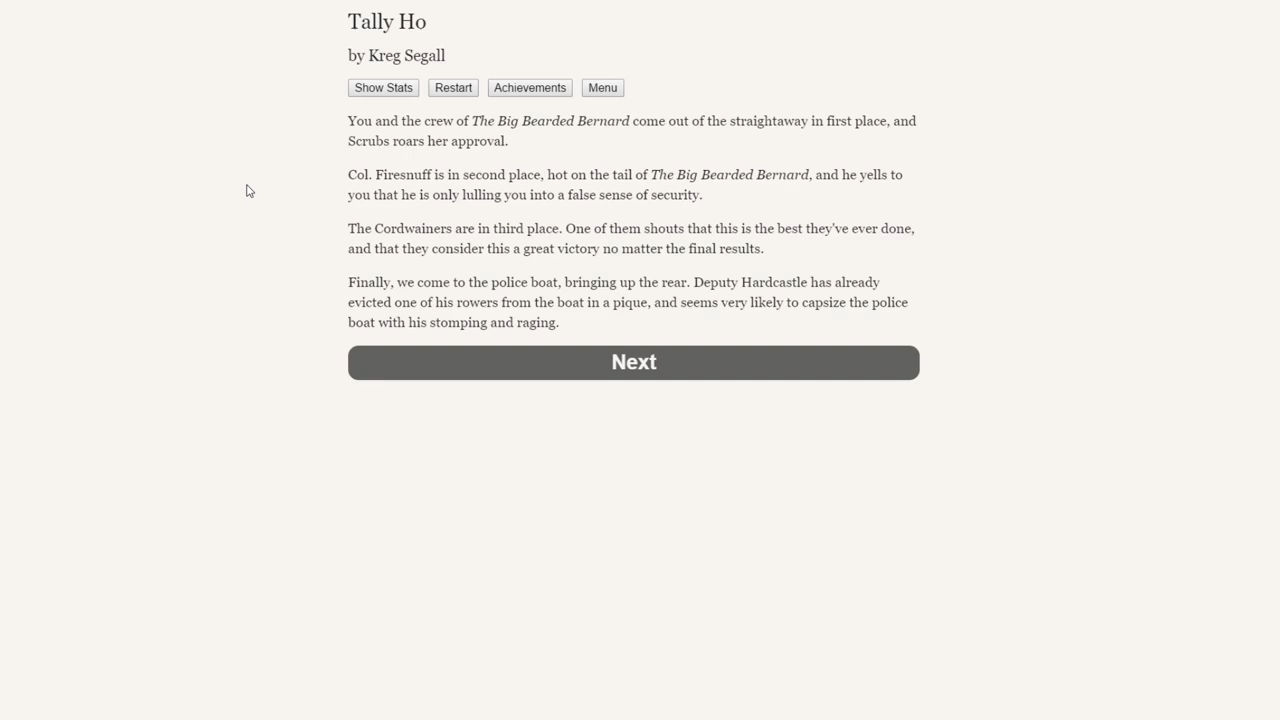 Tally Ho
by Kreg Segall
Show Stats Restart Achievements Menu
You and the crew of The Big Bearded Bernard come out of the straightaway in first place, and
Scrubs roars her approval.
Col. Firesnuff is in second place, hot on the tail of The Big Bearded Bernard, and he yells to
you that he is only lulling you into a false sense of security.
The Cordwainers are in third place. One of them shouts that this is the best they've ever done,
and that they consider this a great victory no matter the final results.
Finally, we come to the police boat, bringing up the rear. Deputy Hardcastle has already
evicted one of his rowers from the boat in a pique, and seems very likely to capsize the police
boat with his stomping and raging.
Next